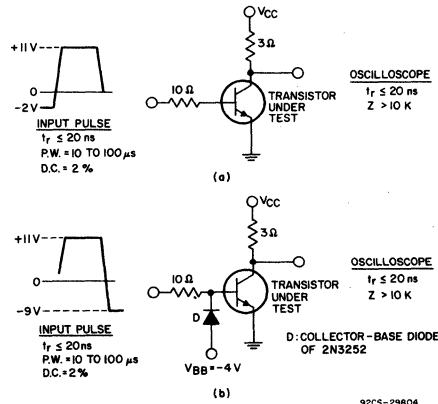 VCC
3Ω
+11V
0
-2V
10Ω
TRANSISTOR
UNDER
TEST
OSCILLOSCOPE
tr ≤ 20 ns
Z > 10 K
INPUT PULSE
tr ≤ 20 ns
P.W. = 10 TO 100 μs
D.C. = 2 %
(a)
VCC
3Ω
+11V
0
-9V
10Ω
D
TRANSISTOR
UNDER
TEST
OSCILLOSCOPE
tr ≤ 20 ns
Z > 10 K
INPUT PULSE
tr ≤ 20ns
P.W. = 10 TO 100 μs
D.C. = 2%
VBB = -4V
D: COLLECTOR-BASE DIODE
OF 2N3252
(b)
92CS-29804